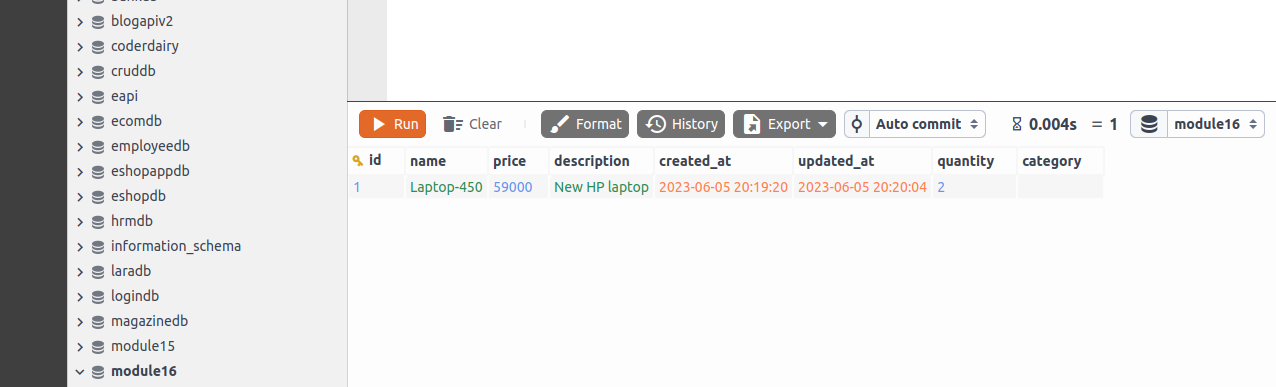 blogapiv2
coderdairy
cruddb
eapi
ecomdb
employeedb
eshopappdb
eshopdb
hrmdb
information_schema
laradb
logindb
magazinedb
module15
module16
Run Clear Format History Export Auto commit 0.004s = 1 module16
id name price description created_at updated_at quantity category
1 Laptop-450 59000 New HP laptop 2023-06-05 20:19:20 2023-06-05 20:20:04 2